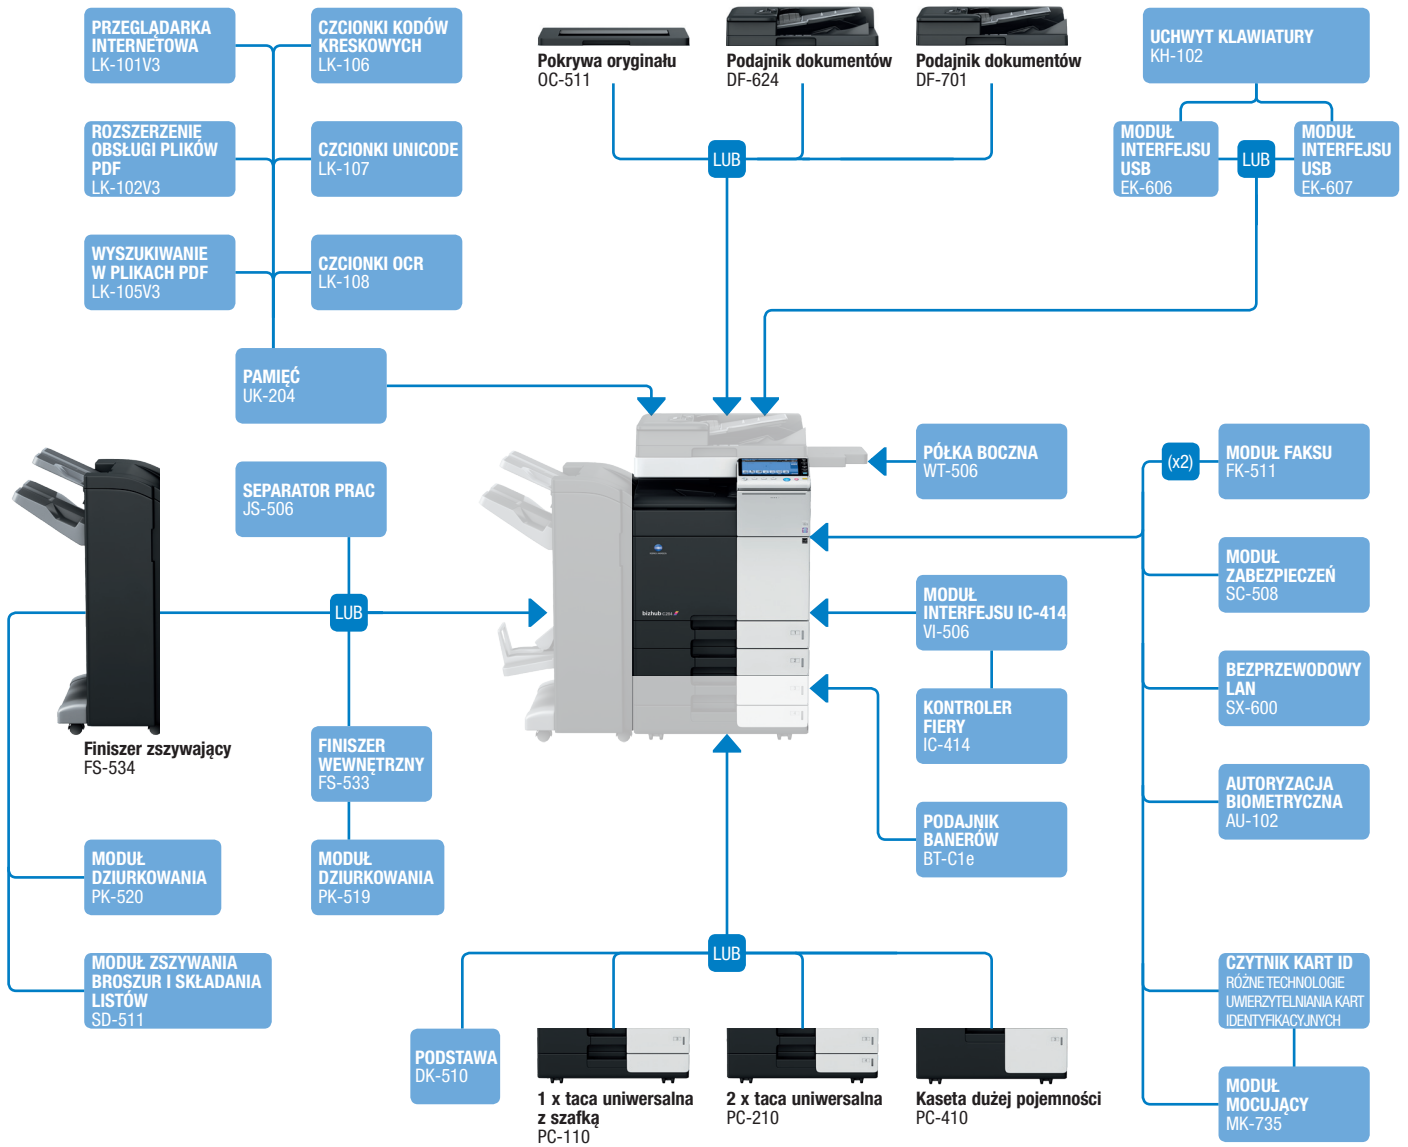 PRZEGLĄDARKA
INTERNETOWA
LK-101V3
CZCIONKI KODÓW
KRESKOWYCH
LK-106
Pokrywa oryginału
OC-511
Podajnik dokumentów
DF-624
Podajnik dokumentów
DF-701
UCHWYT KLAWIATURY
KH-102
ROZSZERZENIE
OBSŁUGI PLIKÓW
PDF
LK-102V3
CZCIONKI UNICODE
LK-107
LUB
MODUŁ
INTERFEJSU
USB
EK-606
LUB
MODUŁ
INTERFEJSU
USB
EK-607
WYSZUKIWANIE
W PLIKACH PDF
LK-105V3
CZCIONKI OCR
LK-108
PAMIĘĆ
UK-204
SEPARATOR PRAC
JS-506
PÓŁKA BOCZNA
WT-506
(x2)
MODUŁ FAKSU
FK-511
MODUŁ
ZABEZPIECZEŃ
SC-508
LUB
bizhub C284
MODUŁ
INTERFEJSU IC-414
VI-506
BEZPRZEWODOWY
LAN
SX-600
KONTROLER
FIERY
IC-414
Finiszer zszywający
FS-534
FINISZER
WEWNĘTRZNY
FS-533
AUTORYZACJA
BIOMETRYCZNA
AU-102
PODAJNIK
BANERÓW
BT-C1e
MODUŁ
DZIURKOWANIA
PK-520
MODUŁ
DZIURKOWANIA
PK-519
LUB
MODUŁ ZSZYWANIA
BROSZUR I SKŁADANIA
LISTÓW
SD-511
CZYTNIK KART ID
RÓŻNE TECHNOLOGIE
UWIERZYTELNIANIA KART
IDENTYFIKACYJNYCH
PODSTAWA
DK-510
1 x taca uniwersalna
z szafką
PC-110
2 x taca uniwersalna
PC-210
Kaseta dużej pojemności
PC-410
MODUŁ
MOCUJĄCY
MK-735